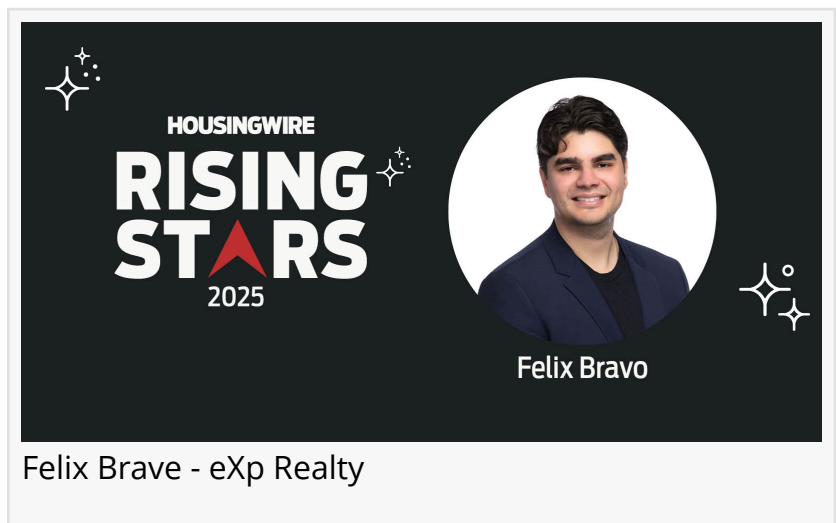 HOUSINGWIRE
RISING
STARS
2025
Felix Bravo
Felix Brave - eXp Realty